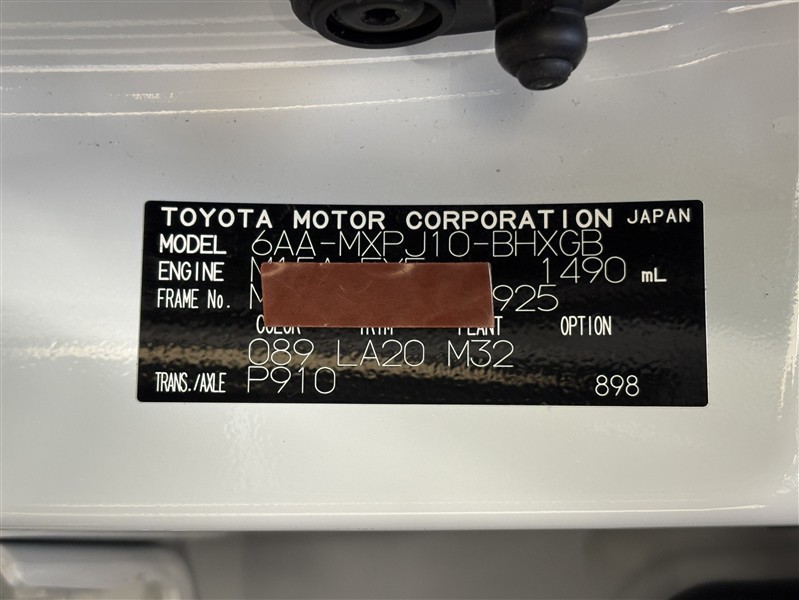 TOYOTA MOTOR CORPORATION JAPAN
MODEL 6AA-MXPJ10-BHXGB
ENGINE 1490 mL
FRAME No. 925
COLOR TRIM PLANT OPTION
089 LA20 M32
TRANS./AXLE P910 898